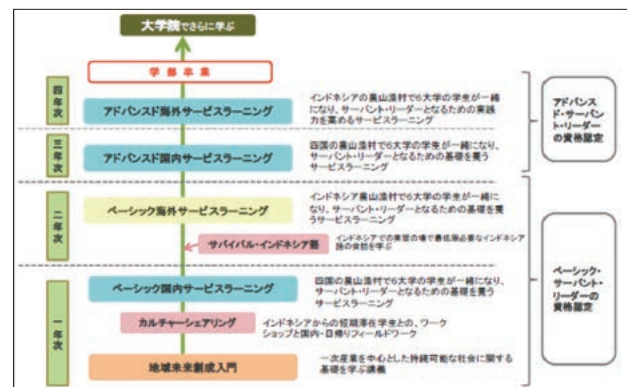 大学院でさらに学ぶ
学部卒業
四年次
アドバンスド海外サービスラーニング
インドネシアの農山漁村で6大学の学生が一緒
になり、サーバント・リーダーとなるための実践
力を高めるサービスラーニング
アドバンスド・サーバント・リーダーの資格認定
三年次
アドバンスド国内サービスラーニング
四国の農山漁村で6大学の学生が一緒になり、
サーバント・リーダーとなるための基礎を養う
サービスラーニング
二年次
ベーシック海外サービスラーニング
インドネシア農山漁村で6大学の学生が一緒に
なり、サーバント・リーダーとなるための基礎を養
うサービスラーニング
サバイバル・インドネシア語
インドネシアでの実習の場で最低限必要なインドネシア
語の会話を学ぶ
ベーシック・
サーバント・
リーダーの
資格認定
一年次
ベーシック国内サービスラーニング
四国の農山漁村で6大学の学生が一緒になり、
サーバント・リーダーとなるための基礎を養う
サービスラーニング
カルチャーシェアリング
インドネシアからの短期滞在学生との、ワーク
ショップと国内・日帰りフィールドワーク
地域未来創成入門
一次産業を中心とした持続可能な社会に関する
基礎を学ぶ講義